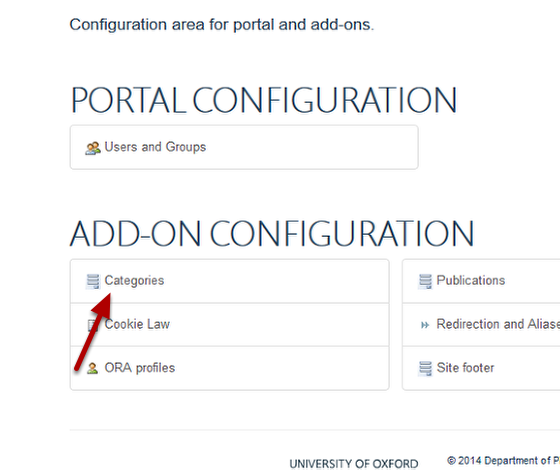 Configuration area for portal and add-ons.
PORTAL CONFIGURATION
Users and Groups
ADD-ON CONFIGURATION
Categories
Publications
Cookie Law
Redirection and Aliase
ORA profiles
Site footer
UNIVERSITY OF OXFORD
© 2014 Department of P